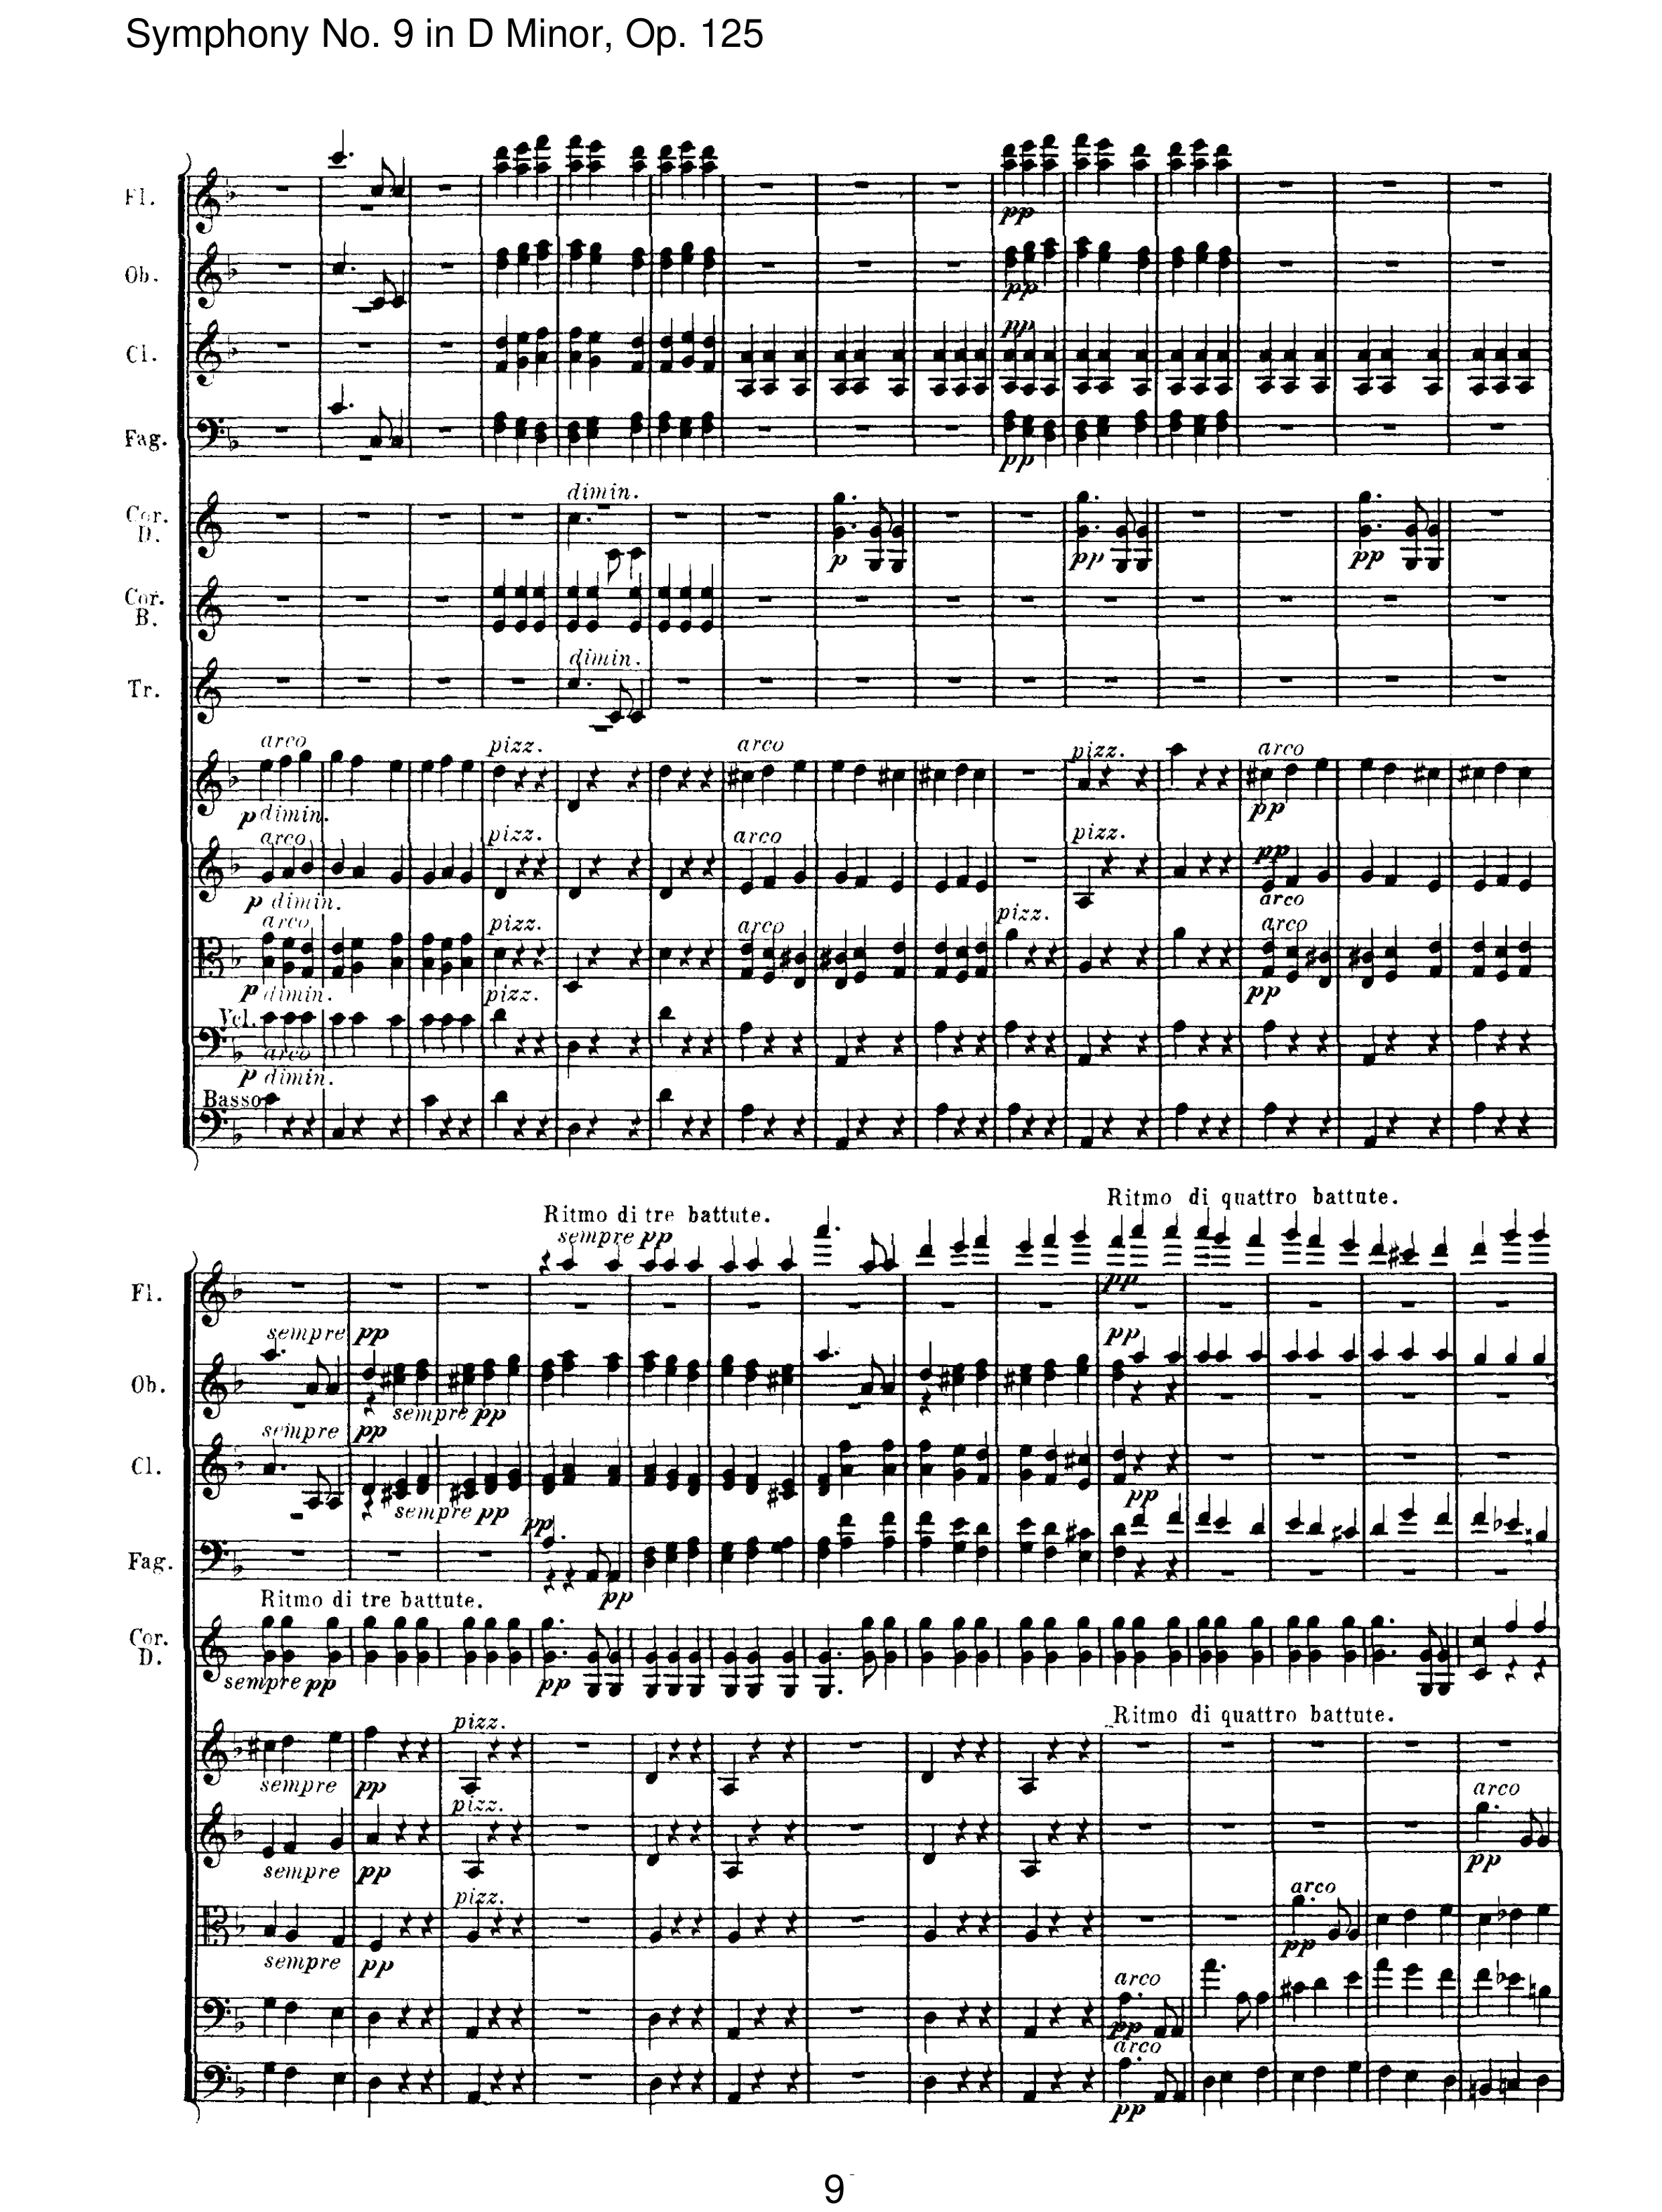 Symphony No. 9 in D Minor, Op. 125
Fl.
Ob.
pp
pp
Cl.
pp
Fag.
pp
dimin.
Cor.
D.
p
pp
pp
Cor.
B.
dimin.
Tr.
arco
pizz.
arco
pizz.
arco
p dimin.
pp
arco
pizz.
arco
pizz.
pp
p dimin.
arco
arco
pizz.
arco
pizz.
arco
p dimin.
pizz.
pp
Vcl.
arco
p dimin.
Basso
Ritmo di quattro battute.
Ritmo di tre battute.
sempre pp
Fl.
pp
sempre pp
pp
Ob.
sempre pp
sempre pp
Cl.
sempre pp
pp
pp
Fag.
pp
Ritmo di tre battute.
Cor.
D.
sempre pp
pp
Ritmo di quattro battute.
pizz.
sempre pp
arco
pizz.
sempre pp
pp
arco
pizz.
pp
sempre pp
arco
pp
arco
pp
9